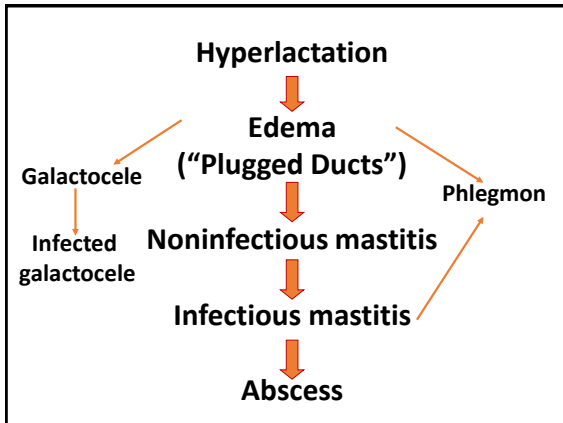 Hyperlactation
Edema
(“Plugged Ducts”)
Galactocele
Phlegmon
Infected
galactocele
Noninfectious mastitis
Infectious mastitis
Abscess